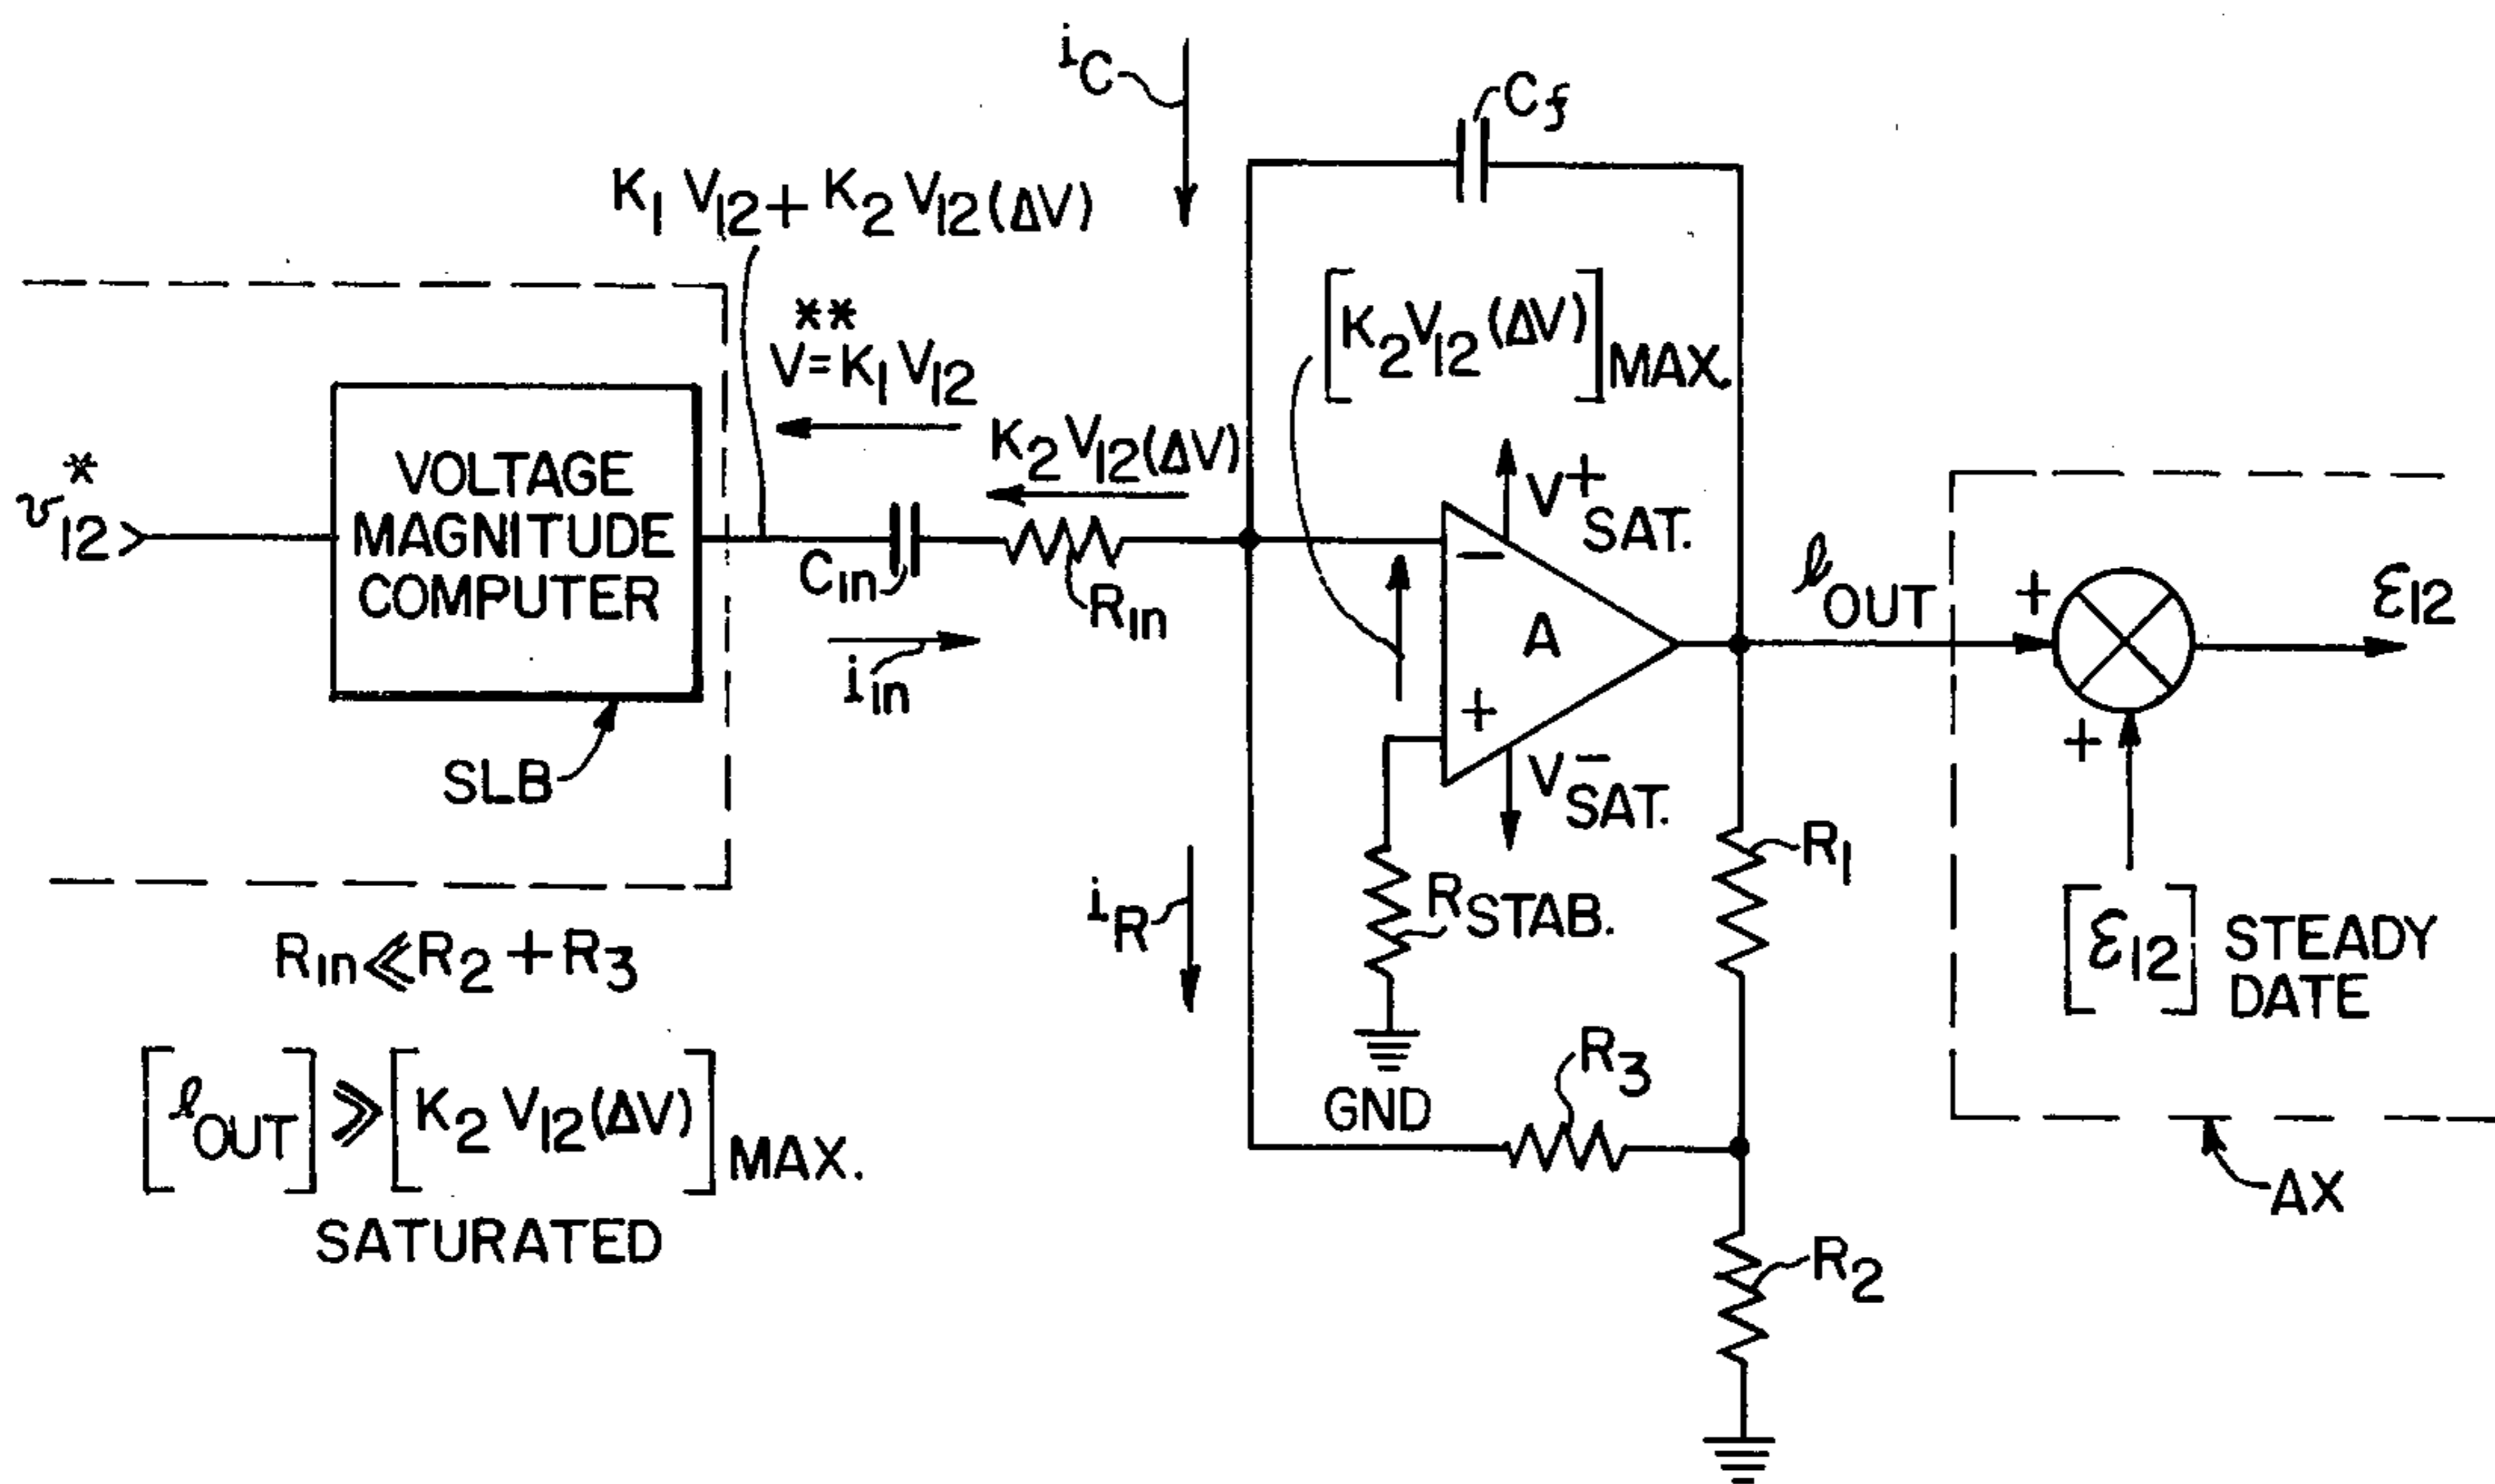 i_C
C_f
K_1 V_12 + K_2 V_12 (ΔV)
**
V = K_1 V_12
[K_2 V_12 (ΔV)] MAX.
K_2 V_12 (ΔV)
v*_12
VOLTAGE
MAGNITUDE
COMPUTER
C_in
R_in
i_in
SLB
−
A
+
V+ SAT.
V− SAT.
ℓ_OUT
+
ε_12
+
[ε_12] STEADY
DATE
R_1
i_R
R_STAB.
R_in ≪ R_2 + R_3
R_3
GND
[ℓ_OUT] ≫ [K_2 V_12 (ΔV)] MAX.
SATURATED
AX
R_2